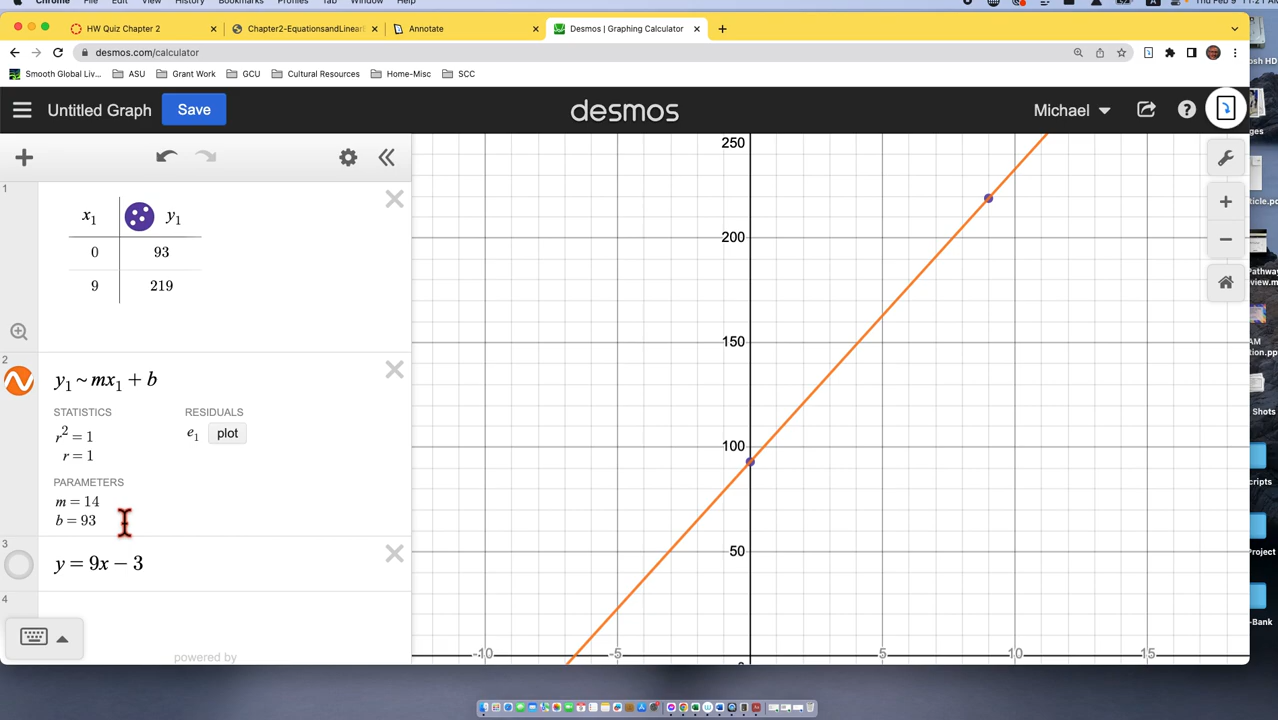 Chrome File Edit View History Bookmarks Profiles Tab Window Help
HW Quiz Chapter 2
Chapter2-EquationsandLinearI
Annotate
Desmos | Graphing Calculator
desmos.com/calculator
Smooth Global Liv... ASU Grant Work GCU Cultural Resources Home-Misc SCC
Untitled Graph Save
desmos
Michael
1
x₁ y₁
0 93
9 219
2
y₁ ~ mx₁ + b
STATISTICS RESIDUALS
r² = 1 e₁ plot
r = 1
PARAMETERS
m = 14
b = 93
3
y = 9x − 3
4
powered by
250
200
150
100
50
-10 -5 5 10 15